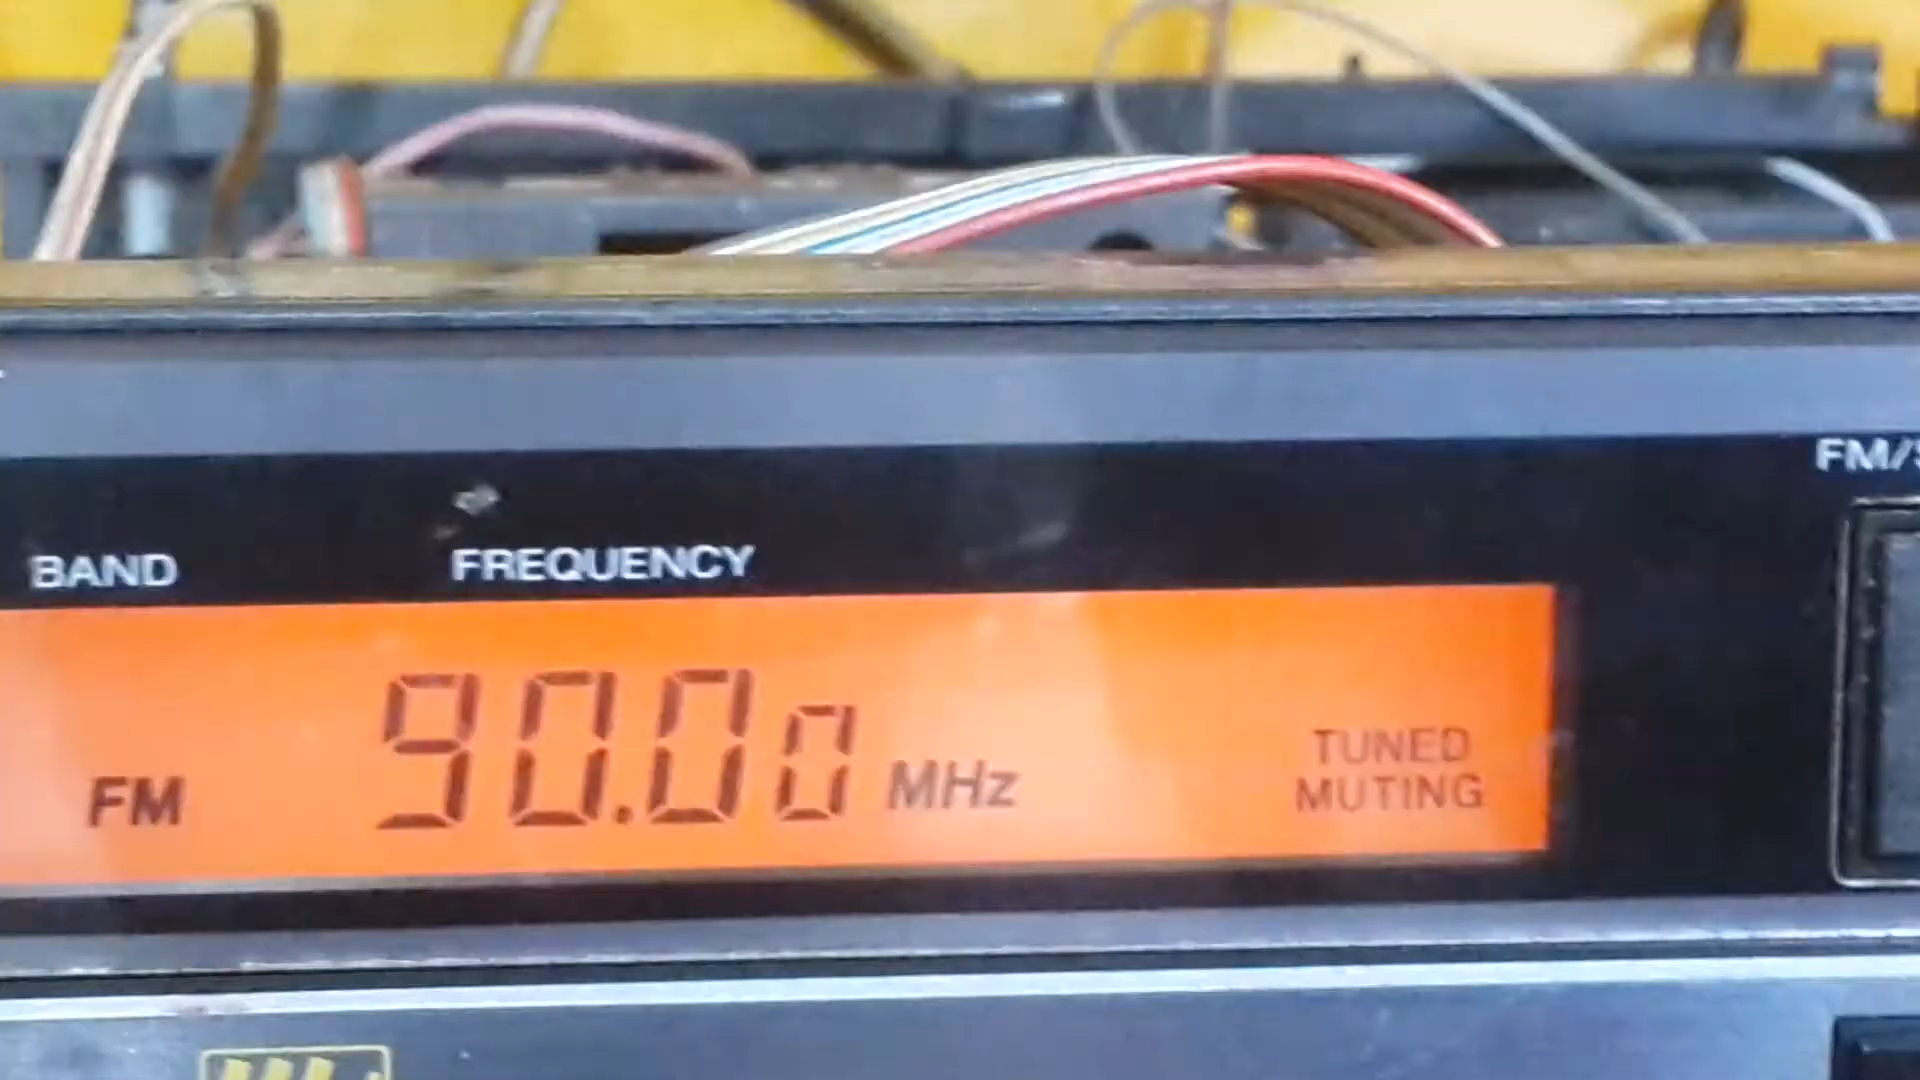 FM/
BAND
FREQUENCY
FM
90.00 MHz
TUNED
MUTING